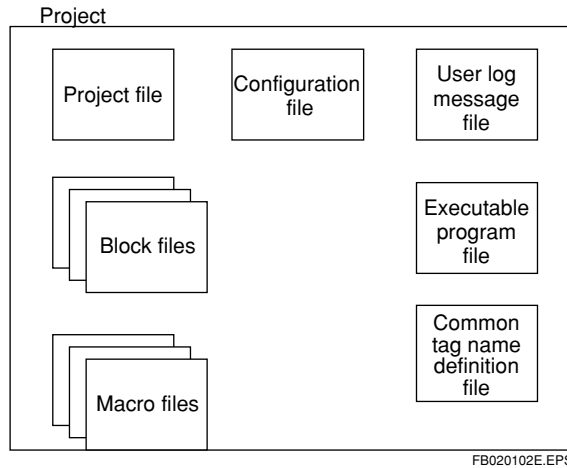 Project
Project file
Configuration
file
User log
message
file
Block files
Executable
program
file
Macro files
Common
tag name
definition
file
FB020102E.EPS